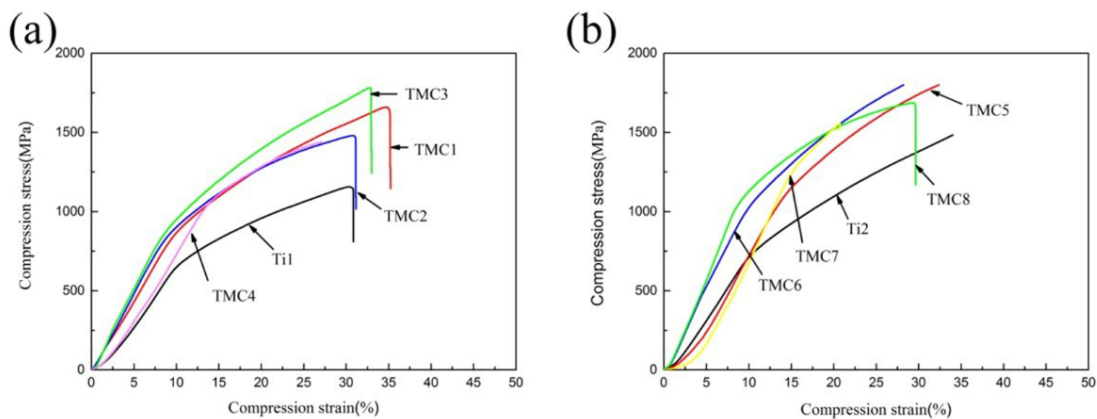 (a)
Compression stress(MPa)
2000
1500
1000
500
0
TMC3
TMC1
TMC2
Ti1
TMC4
0 5 10 15 20 25 30 35 40 45 50
Compression strain(%)
(b)
Compression stress(MPa)
2000
1500
1000
500
0
TMC5
TMC8
Ti2
TMC7
TMC6
0 5 10 15 20 25 30 35 40 45 50
Compression strain(%)